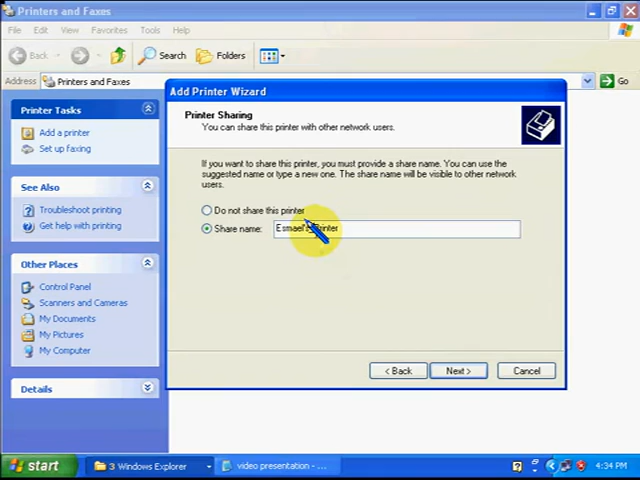 Printers and Faxes
File Edit View Favorites Tools Help
Back Search Folders
Address Printers and Faxes Go
Printer Tasks
Add a printer
Set up faxing
See Also
Troubleshooting printing
Get help with printing
Other Places
Control Panel
Scanners and Cameras
My Documents
My Pictures
My Computer
Details
Add Printer Wizard
Printer Sharing
You can share this printer with other network users.
If you want to share this printer, you must provide a share name. You can use the
suggested name or type a new one. The share name will be visible to other network
users.
Do not share this printer
Share name: Esmael's Printer
< Back Next > Cancel
start 3 Windows Explorer video presentation - ... 4:34 PM